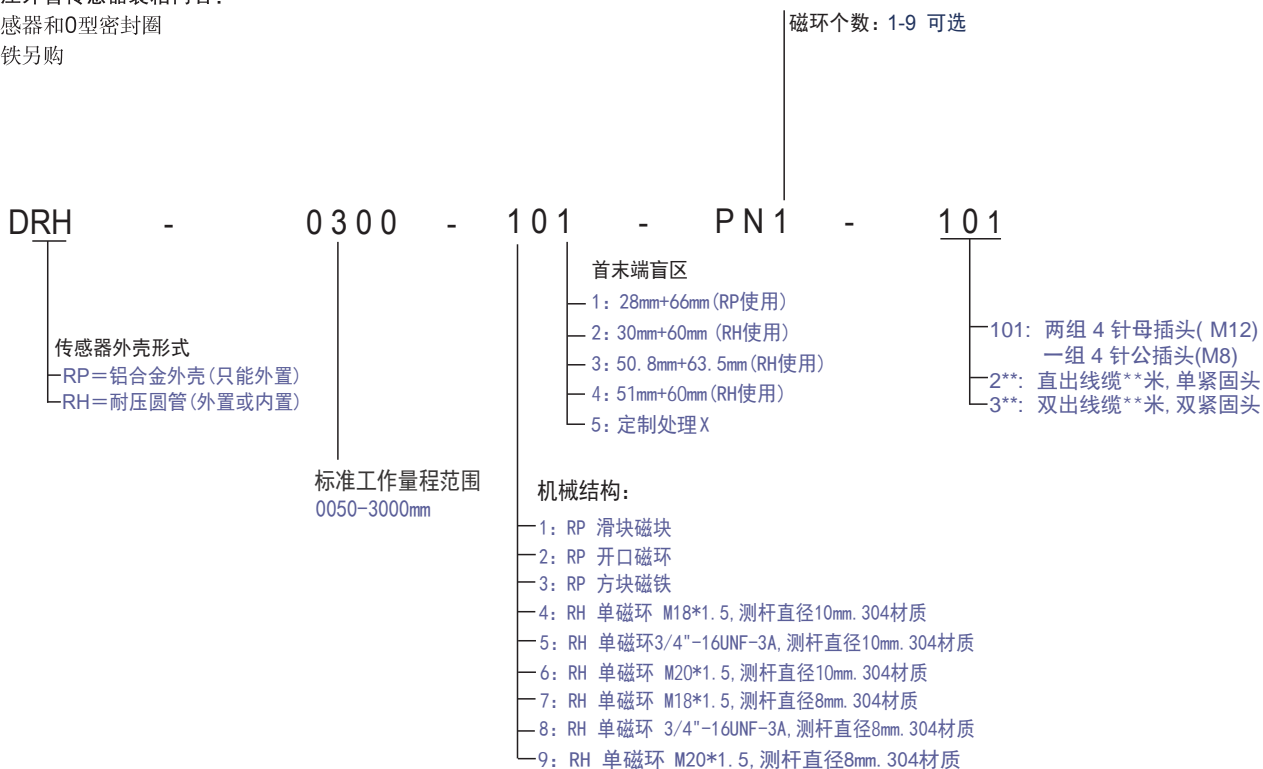 感器和O型密封圈
铁另购
磁环个数: 1-9 可选
DRH - 0300 - 101 - PN1 - 101
首末端盲区
1: 28mm+66mm(RP使用)
2: 30mm+60mm (RH使用)
3: 50.8mm+63.5mm(RH使用)
4: 51mm+60mm(RH使用)
5: 定制处理X
101: 两组 4 针母插头( M12)
一组 4 针公插头(M8)
2**: 直出线缆**米, 单紧固头
3**: 双出线缆**米, 双紧固头
传感器外壳形式
RP=铝合金外壳(只能外置)
RH=耐压圆管(外置或内置)
标准工作量程范围
0050-3000mm
机械结构:
1: RP 滑块磁块
2: RP 开口磁环
3: RP 方块磁铁
4: RH 单磁环 M18*1.5,测杆直径10mm.304材质
5: RH 单磁环3/4"-16UNF-3A,测杆直径10mm.304材质
6: RH 单磁环 M20*1.5,测杆直径10mm.304材质
7: RH 单磁环 M18*1.5,测杆直径8mm.304材质
8: RH 单磁环 3/4"-16UNF-3A,测杆直径8mm.304材质
9: RH 单磁环 M20*1.5,测杆直径8mm.304材质